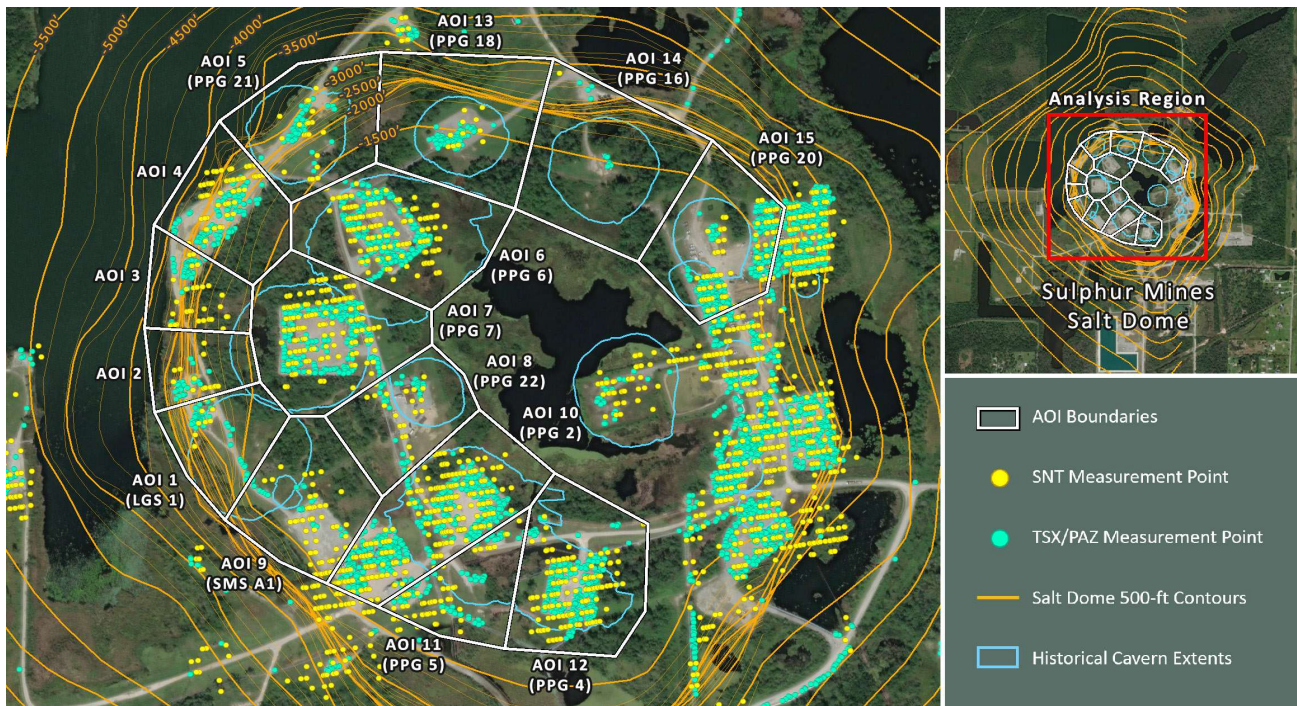 -5500'
-5000'
-4500'
-4000'
-3500'
-3000'
-2500'
-2000'
-1500'
AOI 13
(PPG 18)
AOI 5
(PPG 21)
AOI 14
(PPG 16)
AOI 15
(PPG 20)
AOI 4
AOI 3
AOI 6
(PPG 6)
AOI 7
(PPG 7)
AOI 2
AOI 8
(PPG 22)
AOI 10
(PPG 2)
AOI 1
(LGS 1)
AOI 9
(SMS A1)
AOI 11
(PPG 5)
AOI 12
(PPG 4)
Analysis Region
Sulphur Mines
Salt Dome
AOI Boundaries
SNT Measurement Point
TSX/PAZ Measurement Point
Salt Dome 500-ft Contours
Historical Cavern Extents